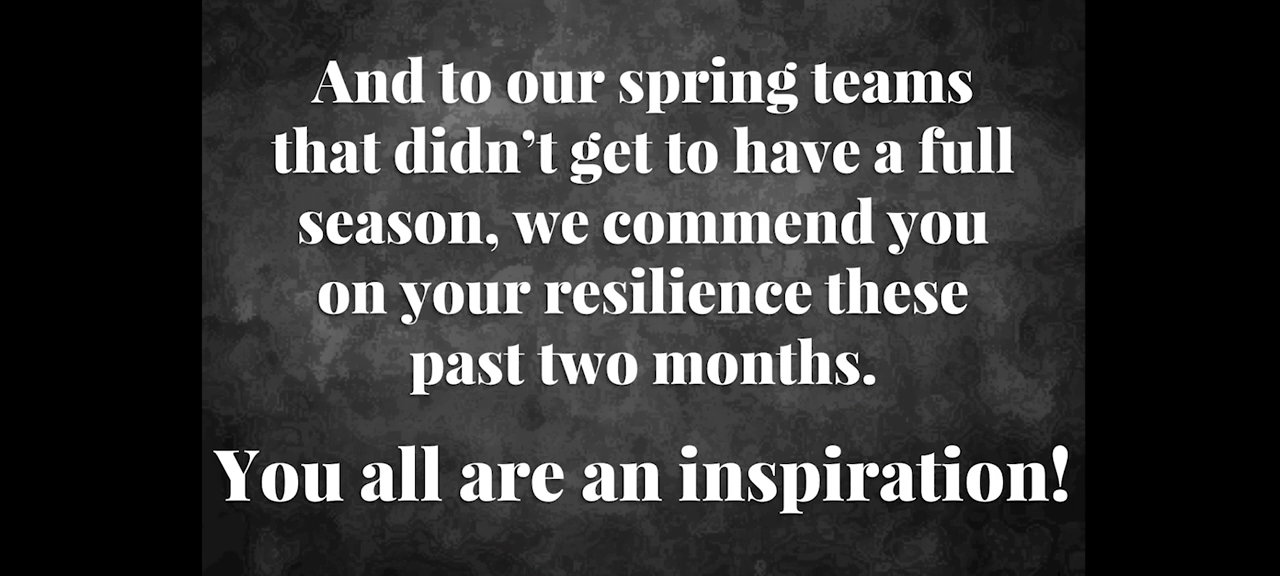 And to our spring teams
that didn’t get to have a full
season, we commend you
on your resilience these
past two months.
You all are an inspiration!